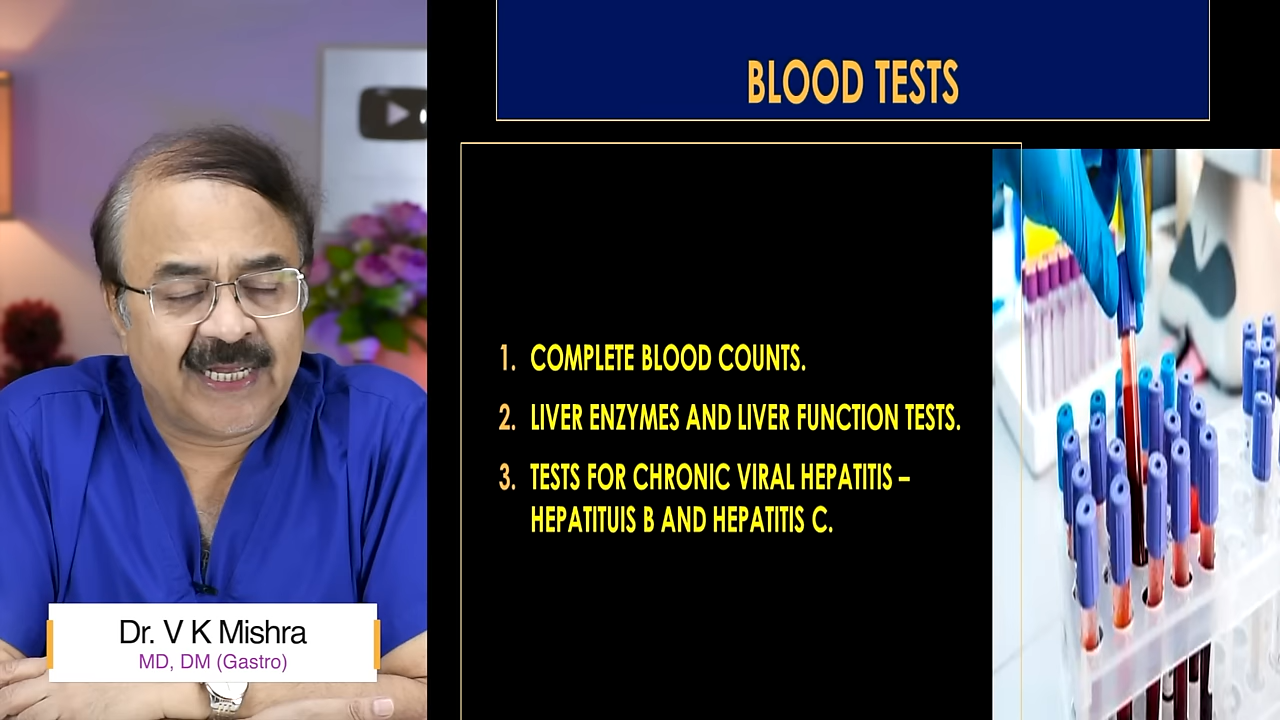 BLOOD TESTS
1. COMPLETE BLOOD COUNTS.
2. LIVER ENZYMES AND LIVER FUNCTION TESTS.
3. TESTS FOR CHRONIC VIRAL HEPATITIS –
HEPATITUIS B AND HEPATITIS C.
Dr. V K Mishra
MD, DM (Gastro)